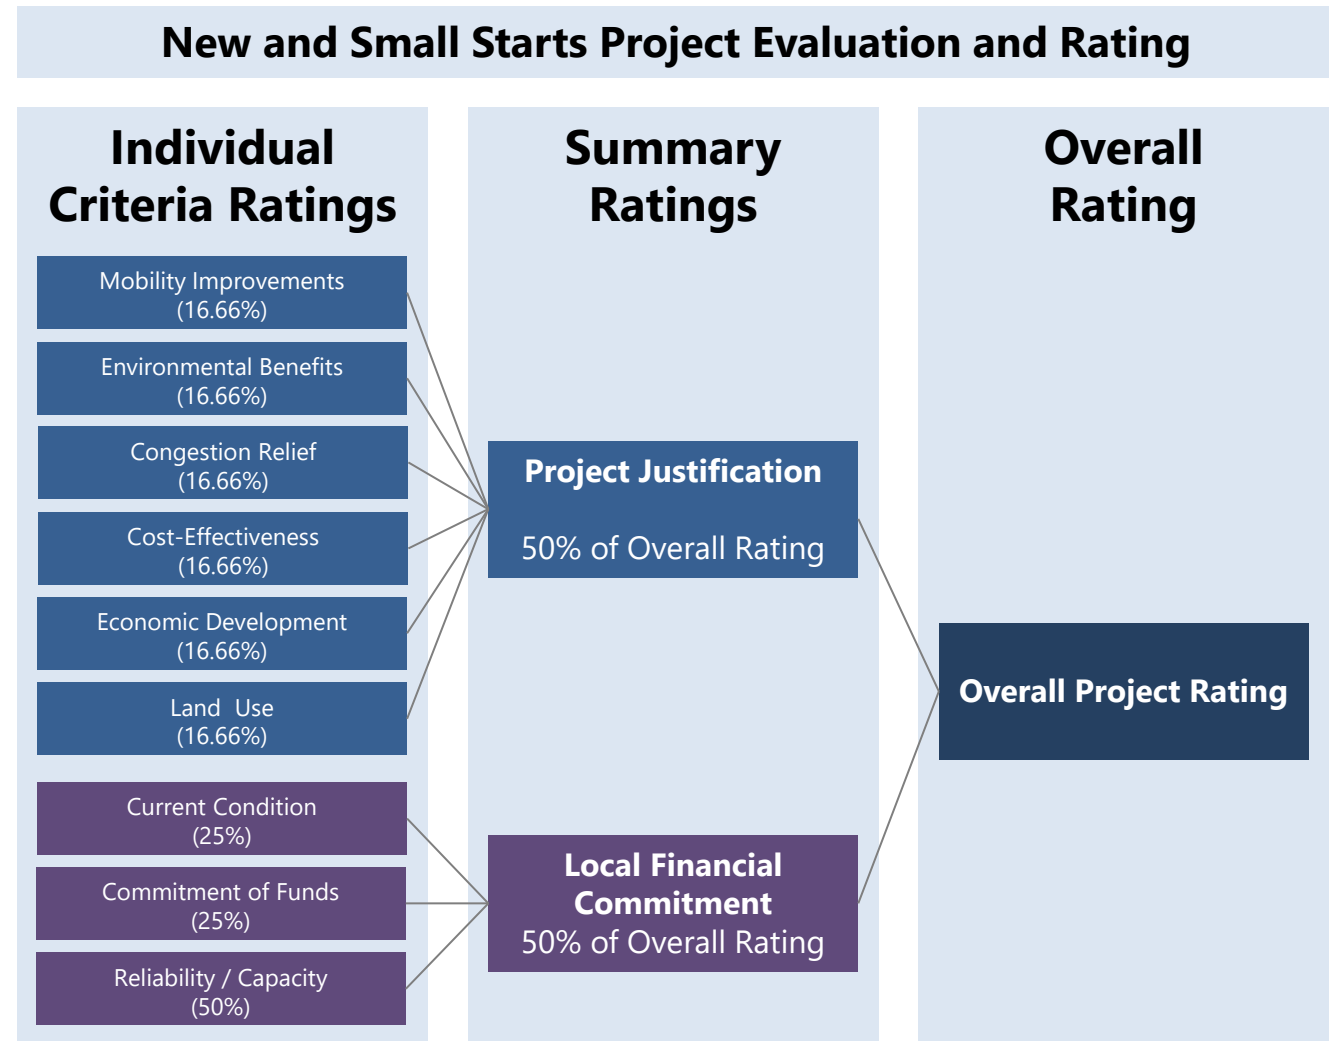 New and Small Starts Project Evaluation and Rating
Individual
Criteria Ratings
Mobility Improvements
(16.66%)
Environmental Benefits
(16.66%)
Congestion Relief
(16.66%)
Cost-Effectiveness
(16.66%)
Economic Development
(16.66%)
Land  Use
(16.66%)
Current Condition
(25%)
Commitment of Funds
(25%)
Reliability / Capacity
(50%)
Summary
Ratings
Project Justification
50% of Overall Rating
Local Financial
Commitment
50% of Overall Rating
Overall
Rating
Overall Project Rating